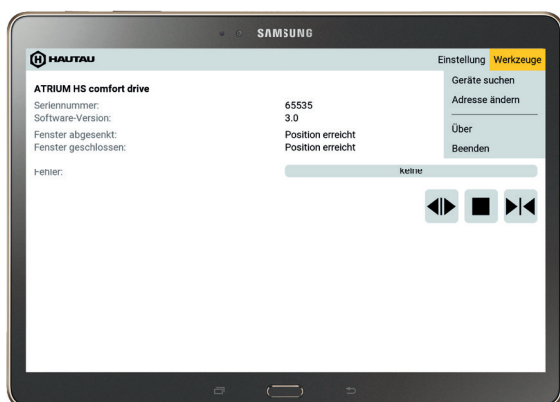 SAMSUNG
HAUTAU
Einstellung Werkzeuge
Geräte suchen
Adresse ändern
Über
Beenden
ATRIUM HS comfort drive
Seriennummer: 65535
Software-Version: 3.0
Fenster abgesenkt: Position erreicht
Fenster geschlossen: Position erreicht
Fehler: keine